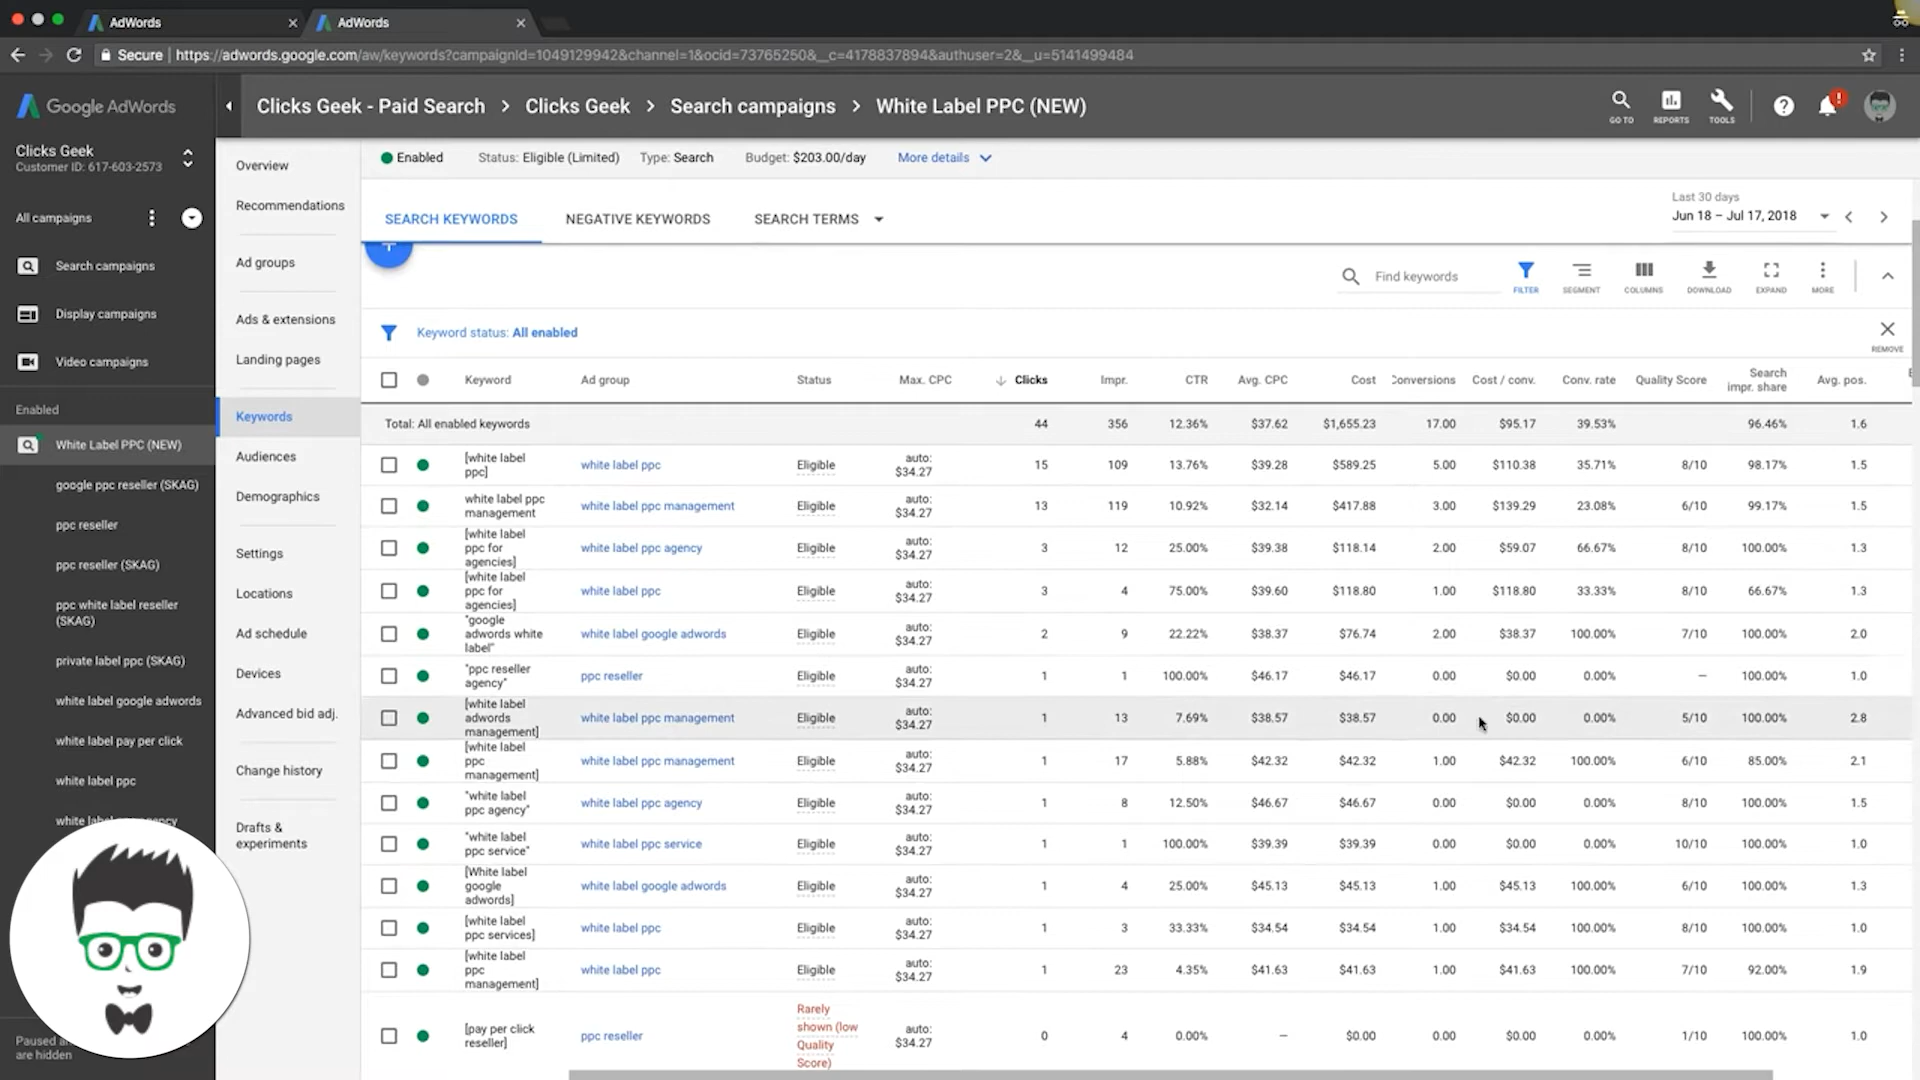 AdWords
AdWords
Secure https://adwords.google.com/aw/keywords?campaignId=1049129942&channel=1&ocid=73765250&__c=4178837894&authuser=2&__u=5141499484
Google AdWords
Clicks Geek - Paid Search > Clicks Geek > Search campaigns > White Label PPC (NEW)
GO TO
REPORTS
TOOLS
Clicks Geek
Customer ID: 617-603-2573
All campaigns
Search campaigns
Display campaigns
Video campaigns
Enabled
White Label PPC (NEW)
google ppc reseller (SKAG)
ppc reseller
ppc reseller (SKAG)
ppc white label reseller
(SKAG)
private label ppc (SKAG)
white label google adwords
white label pay per click
white label ppc
Paused
are hidden
Overview
Recommendations
Ad groups
Ads & extensions
Landing pages
Keywords
Audiences
Demographics
Settings
Locations
Ad schedule
Devices
Advanced bid adj.
Change history
Drafts &
experiments
Enabled Status: Eligible (Limited) Type: Search Budget: $203.00/day More details
SEARCH KEYWORDS NEGATIVE KEYWORDS SEARCH TERMS
Last 30 days
Jun 18 – Jul 17, 2018
Find keywords
FILTER
SEGMENT
COLUMNS
DOWNLOAD
EXPAND
MORE
Keyword status: All enabled
REMOVE
Keyword Ad group Status Max. CPC Clicks Impr. CTR Avg. CPC Cost Conversions Cost / conv. Conv. rate Quality Score Search impr. share Avg. pos.
Total: All enabled keywords 44 356 12.36% $37.62 $1,655.23 17.00 $95.17 39.53% 96.46% 1.6
[white label ppc] white label ppc Eligible auto: $34.27 15 109 13.76% $39.28 $589.25 5.00 $110.38 35.71% 8/10 98.17% 1.5
white label ppc management white label ppc management Eligible auto: $34.27 13 119 10.92% $32.14 $417.88 3.00 $139.29 23.08% 6/10 99.17% 1.5
[white label ppc for agencies] white label ppc agency Eligible auto: $34.27 3 12 25.00% $39.38 $118.14 2.00 $59.07 66.67% 8/10 100.00% 1.3
[white label ppc for agencies] white label ppc Eligible auto: $34.27 3 4 75.00% $39.60 $118.80 1.00 $118.80 33.33% 8/10 66.67% 1.3
"google adwords white label" white label google adwords Eligible auto: $34.27 2 9 22.22% $38.37 $76.74 2.00 $38.37 100.00% 7/10 100.00% 2.0
"ppc reseller agency" ppc reseller Eligible auto: $34.27 1 1 100.00% $46.17 $46.17 0.00 $0.00 0.00% — 100.00% 1.0
[white label adwords management] white label ppc management Eligible auto: $34.27 1 13 7.69% $38.57 $38.57 0.00 $0.00 0.00% 5/10 100.00% 2.8
[white label ppc management] white label ppc management Eligible auto: $34.27 1 17 5.88% $42.32 $42.32 1.00 $42.32 100.00% 6/10 85.00% 2.1
"white label ppc agency" white label ppc agency Eligible auto: $34.27 1 8 12.50% $46.67 $46.67 0.00 $0.00 0.00% 8/10 100.00% 1.5
"white label ppc service" white label ppc service Eligible auto: $34.27 1 1 100.00% $39.39 $39.39 0.00 $0.00 0.00% 10/10 100.00% 1.0
[White label google adwords] white label google adwords Eligible auto: $34.27 1 4 25.00% $45.13 $45.13 1.00 $45.13 100.00% 6/10 100.00% 1.3
[white label ppc services] white label ppc Eligible auto: $34.27 1 3 33.33% $34.54 $34.54 1.00 $34.54 100.00% 8/10 100.00% 1.0
[white label ppc management] white label ppc Eligible auto: $34.27 1 23 4.35% $41.63 $41.63 1.00 $41.63 100.00% 7/10 92.00% 1.9
[pay per click reseller] ppc reseller Rarely shown (low Quality Score) auto: $34.27 0 4 0.00% — $0.00 0.00 $0.00 0.00% 1/10 100.00% 1.0